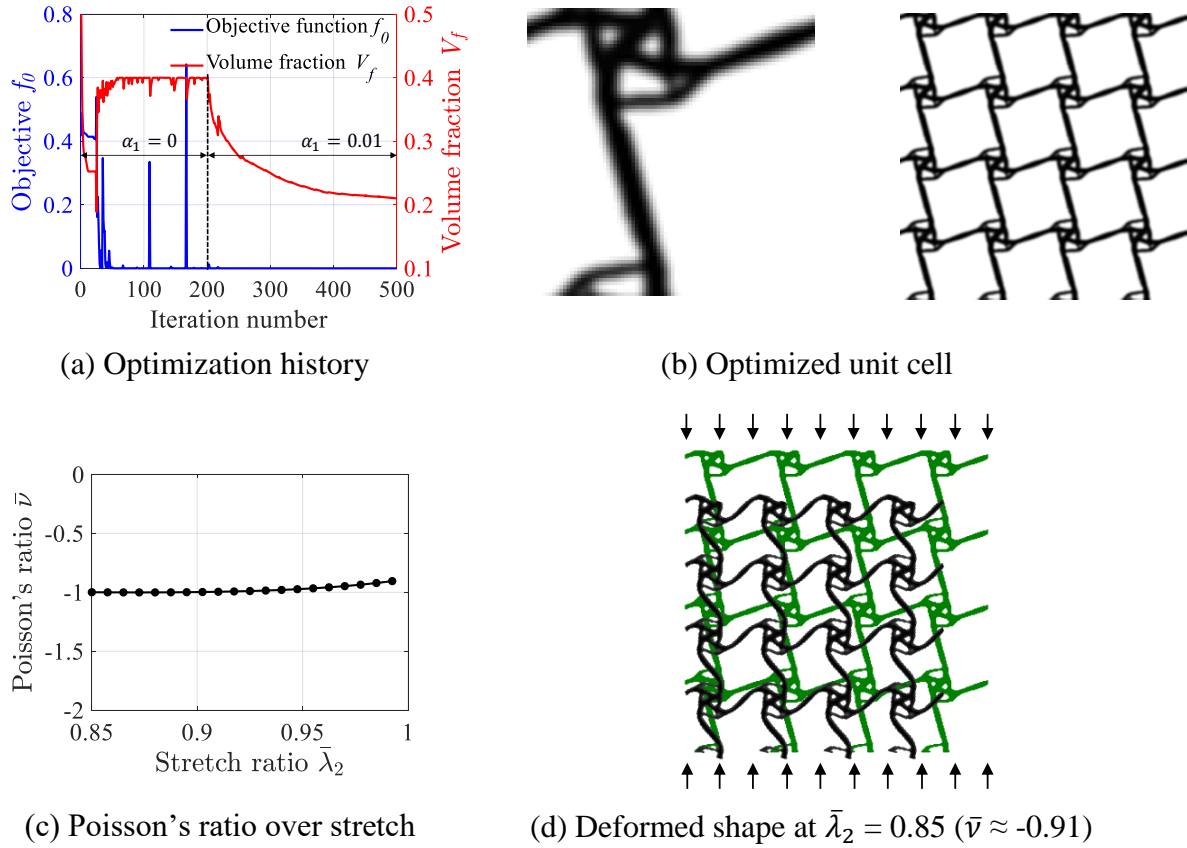 Objective function f₀
Volume fraction V_f
α₁ = 0
α₁ = 0.01
0.8
0.6
0.4
0.2
0
0.5
0.4
0.3
0.2
0.1
0 100 200 300 400 500
Objective f₀
Volume fraction V_f
Iteration number
(a) Optimization history
(b) Optimized unit cell
0
-0.5
-1
-1.5
-2
0.85 0.9 0.95 1
Poisson's ratio ν̄
Stretch ratio λ̄₂
(c) Poisson's ratio over stretch
(d) Deformed shape at λ̄₂ = 0.85 (ν̄ ≈ -0.91)